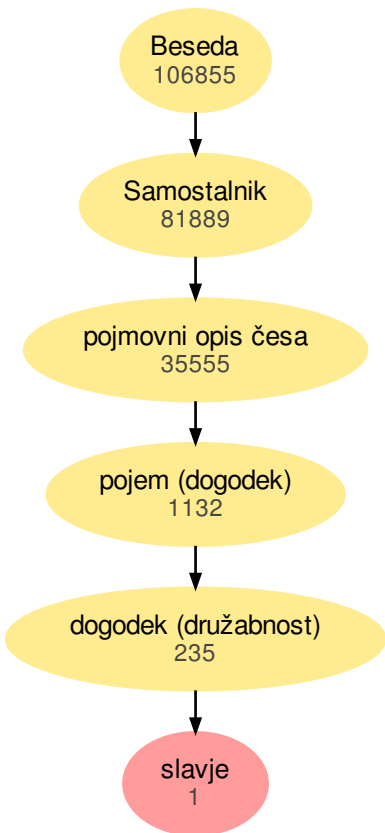 Beseda
106855
Samostalnik
81889
pojmovni opis česa
35555
pojem (dogodek)
1132
dogodek (družabnost)
235
slavje
1